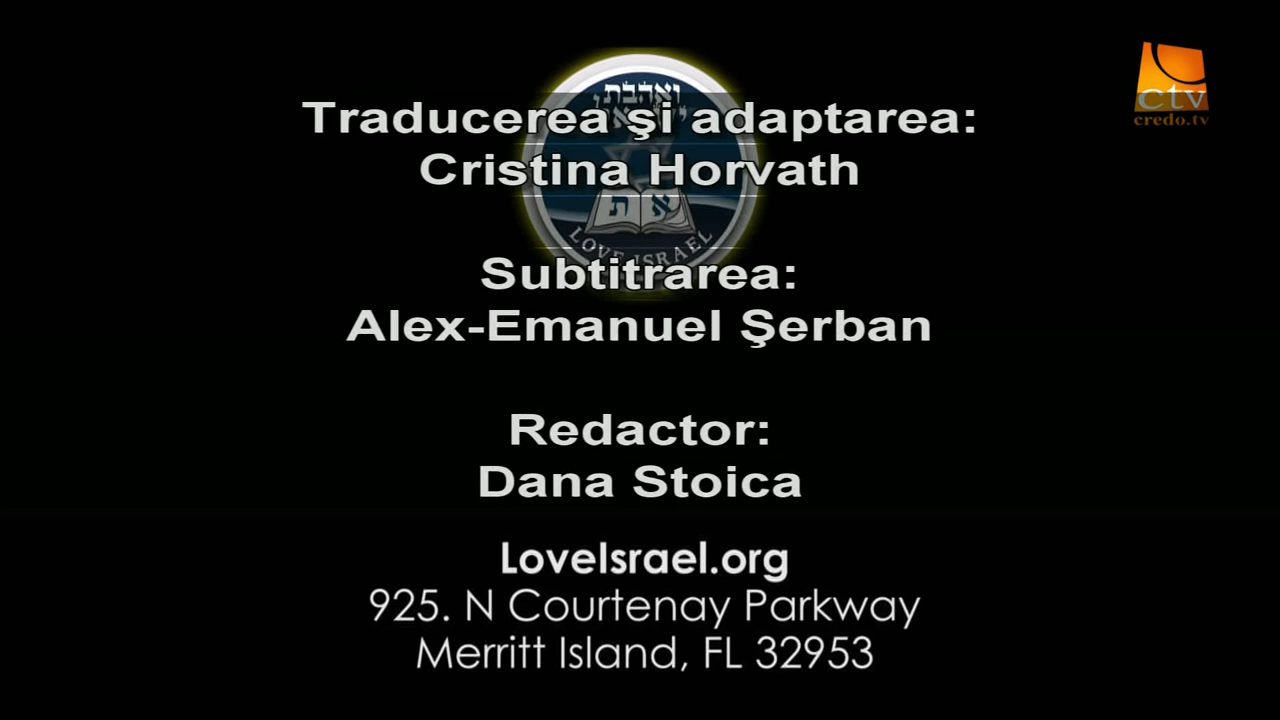 ctv
credo.tv
ואהבת
Traducerea şi adaptarea:
Cristina Horvath
ת א
LOVE ISRAEL
Subtitrarea:
Alex-Emanuel Şerban
Redactor:
Dana Stoica
LoveIsrael.org
925. N Courtenay Parkway
Merritt Island, FL 32953